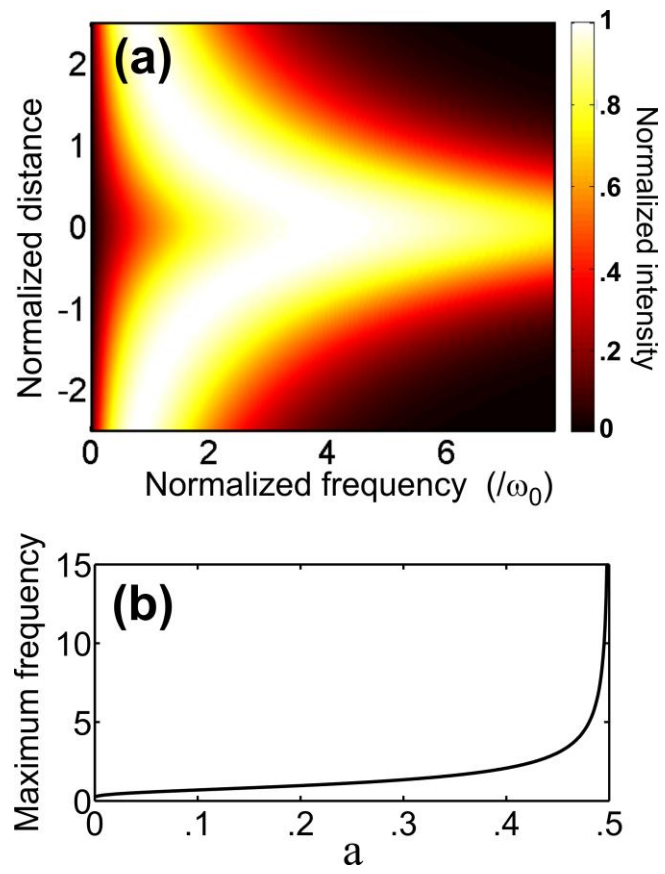 (a)
Normalized distance
2
1
0
-1
-2
0 2 4 6
Normalized frequency (/ω₀)
1
.8
.6
.4
.2
0
Normalized intensity
(b)
Maximum frequency
15
10
5
0
0 .1 .2 .3 .4 .5
a